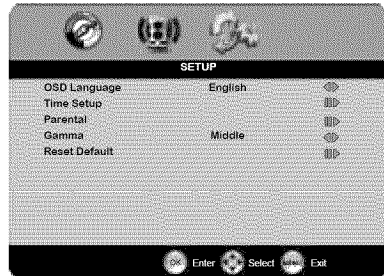 SETUP
OSD Language English
Time Setup
Parental
Gamma Middle
Reset Default
OK Enter Select MENU Exit